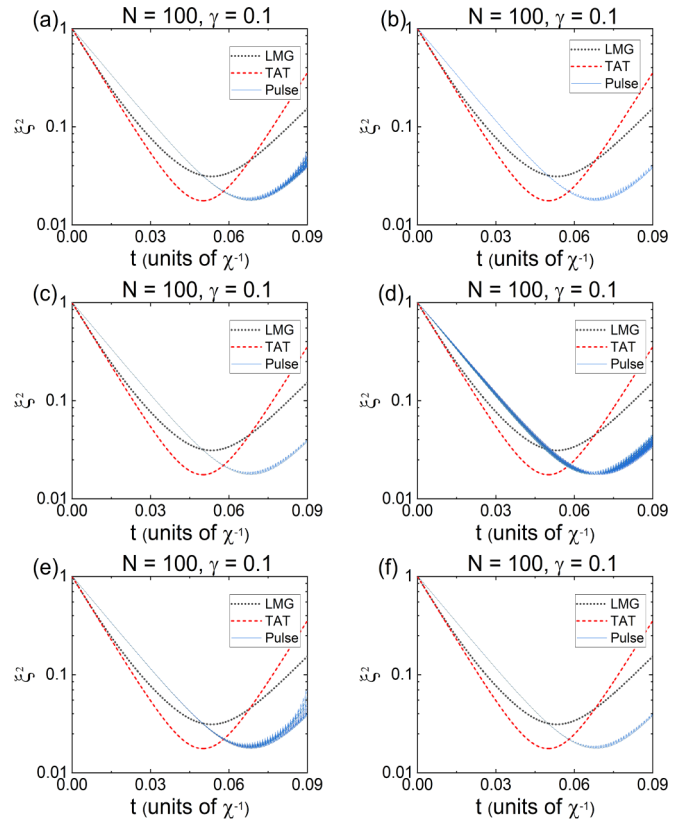 (a) N = 100, γ = 0.1
1
LMG
TAT
Pulse
0.1
ξ²
0.01
0.00 0.03 0.06 0.09
t (units of χ⁻¹)
(b) N = 100, γ = 0.1
1
LMG
TAT
Pulse
0.1
ξ²
0.01
0.00 0.03 0.06 0.09
t (units of χ⁻¹)
(c) N = 100, γ = 0.1
1
LMG
TAT
Pulse
0.1
ξ²
0.01
0.00 0.03 0.06 0.09
t (units of χ⁻¹)
(d) N = 100, γ = 0.1
1
LMG
TAT
Pulse
0.1
ξ²
0.01
0.00 0.03 0.06 0.09
t (units of χ⁻¹)
(e) N = 100, γ = 0.1
1
LMG
TAT
Pulse
0.1
ξ²
0.01
0.00 0.03 0.06 0.09
t (units of χ⁻¹)
(f) N = 100, γ = 0.1
1
LMG
TAT
Pulse
0.1
ξ²
0.01
0.00 0.03 0.06 0.09
t (units of χ⁻¹)